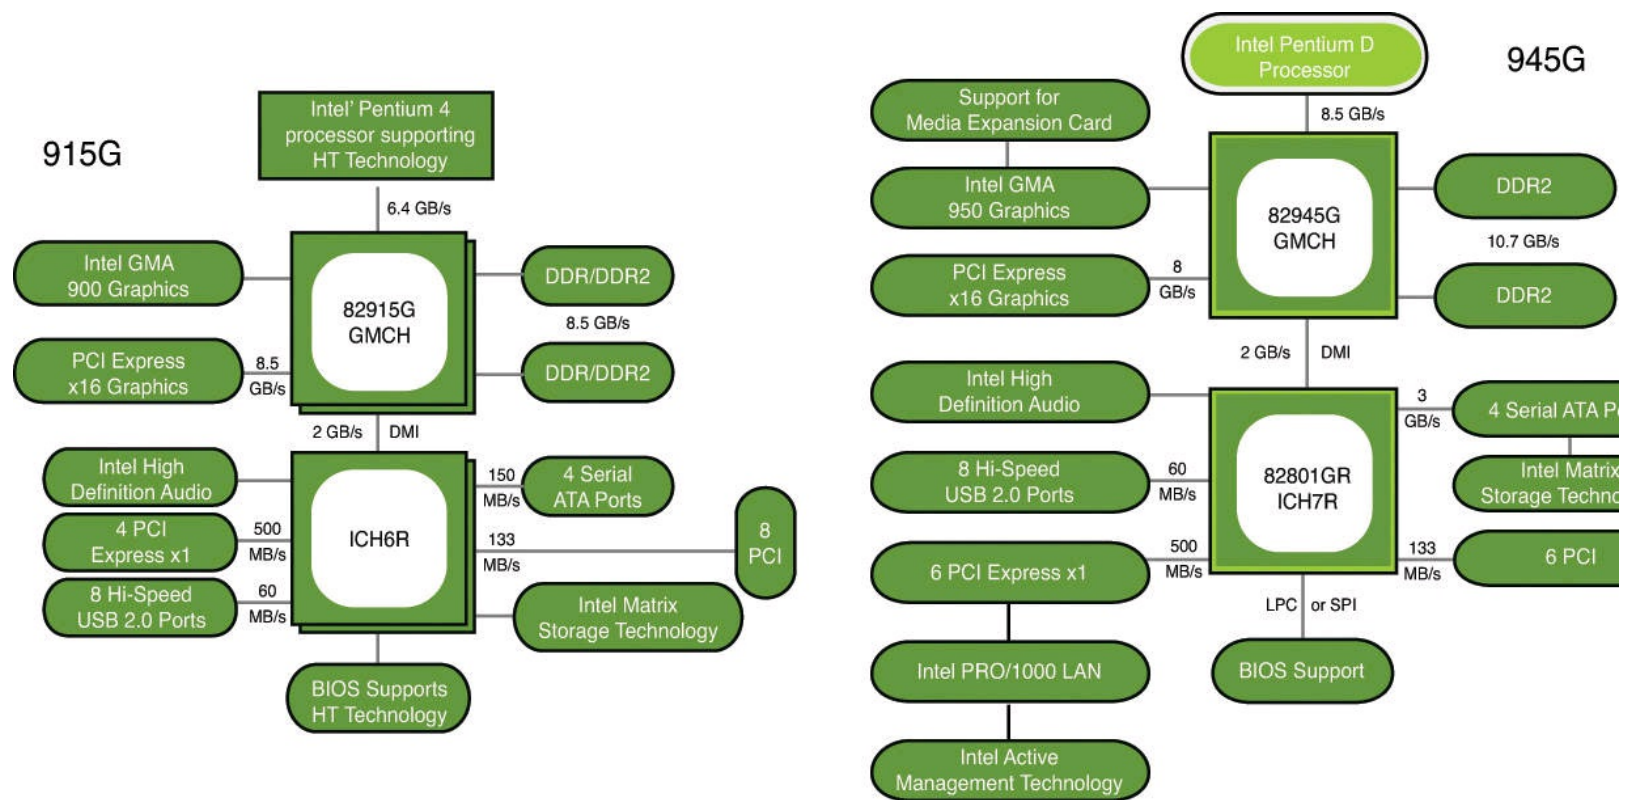 915G
Intel' Pentium 4
processor supporting
HT Technology
6.4 GB/s
Intel GMA
900 Graphics
82915G
GMCH
DDR/DDR2
8.5 GB/s
DDR/DDR2
PCI Express
x16 Graphics
8.5
GB/s
2 GB/s
DMI
Intel High
Definition Audio
4 PCI
Express x1
500
MB/s
8 Hi-Speed
USB 2.0 Ports
60
MB/s
ICH6R
150
MB/s
4 Serial
ATA Ports
133
MB/s
8
PCI
Intel Matrix
Storage Technology
BIOS Supports
HT Technology
945G
Intel Pentium D
Processor
8.5 GB/s
Support for
Media Expansion Card
Intel GMA
950 Graphics
82945G
GMCH
DDR2
10.7 GB/s
DDR2
PCI Express
x16 Graphics
8
GB/s
2 GB/s
DMI
Intel High
Definition Audio
8 Hi-Speed
USB 2.0 Ports
60
MB/s
82801GR
ICH7R
3
GB/s
4 Serial ATA
Intel Matrix
Storage
6 PCI Express x1
500
MB/s
133
MB/s
6 PCI
LPC
or SPI
BIOS Support
Intel PRO/1000 LAN
Intel Active
Management Technology